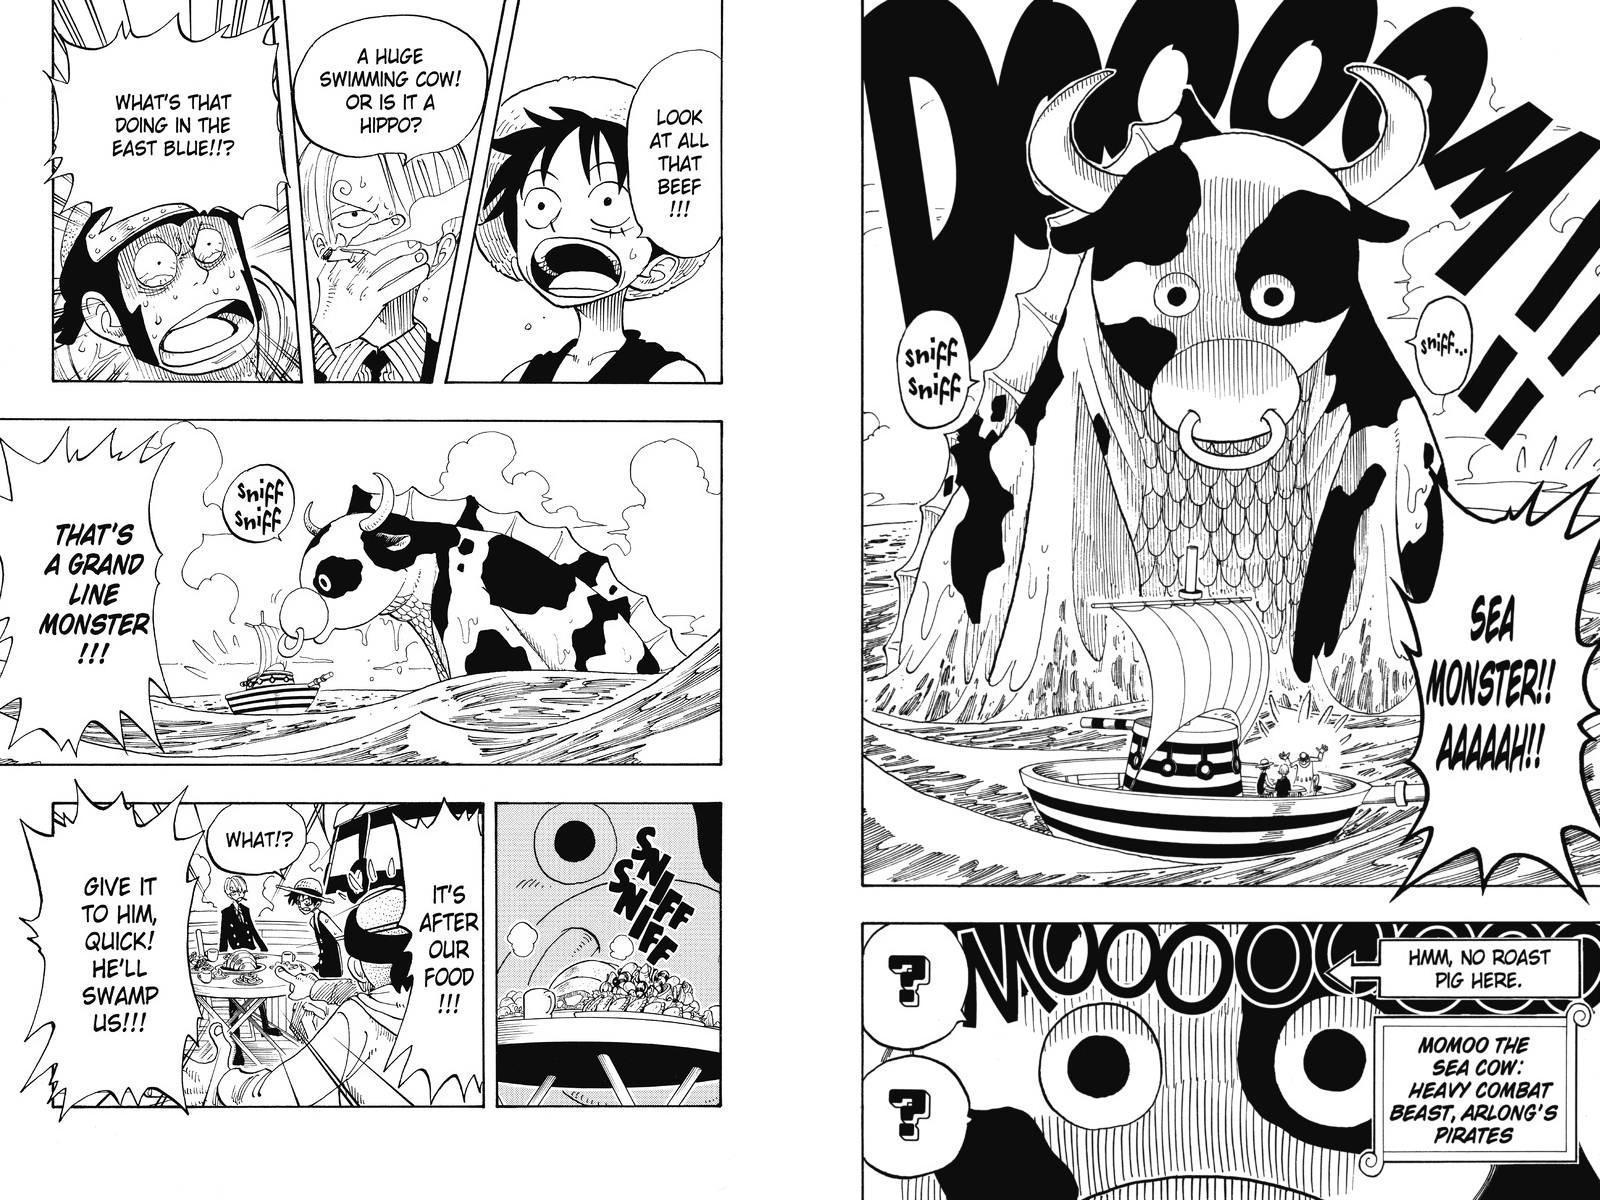 DOOOOM!!
sniff...
sniff
sniff
SEA
MONSTER!!
AAAAAH!!
HMM, NO ROAST
PIG HERE.
MOOOOOOOOOO
?
?
MOMOO THE
SEA COW:
HEAVY COMBAT
BEAST, ARLONG'S
PIRATES
LOOK
AT ALL
THAT
BEEF
!!!
A HUGE
SWIMMING COW!
OR IS IT A
HIPPO?
WHAT'S THAT
DOING IN THE
EAST BLUE!!?
sniff
sniff
THAT'S
A GRAND
LINE
MONSTER
!!!
SNIFF
SNIFF
IT'S
AFTER
OUR
FOOD
!!!
WHAT!?
GIVE IT
TO HIM,
QUICK!
HE'LL
SWAMP
US!!!